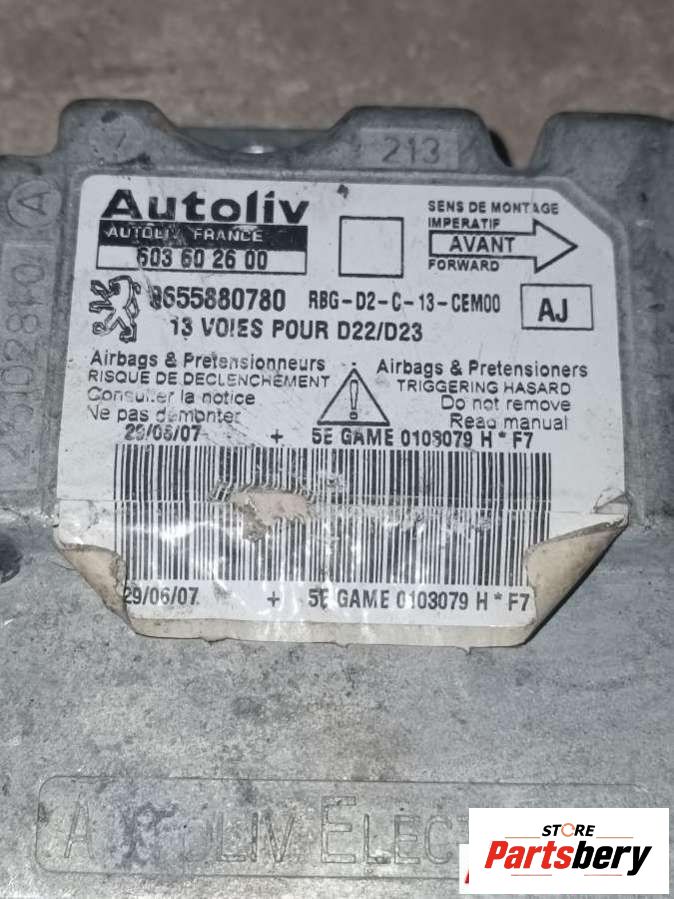 213
A
Autoliv
AUTOLIV FRANCE
603 60 26 00
SENS DE MONTAGE
IMPERATIF
AVANT
FORWARD
9655880780 RBG-D2-C-13-CEM00
AJ
13 VOIES POUR D22/D23
Airbags & Pretensionneurs
RISQUE DE DECLENCHEMENT
Consulter la notice
Ne pas démonter
Airbags & Pretensioners
TRIGGERING HASARD
Do not remove
Read manual
29/06/07 + 5E GAME 0103079 H * F7
29/06/07 + 5E GAME 0103079 H * F7
AUTOLIV ELECT
STORE
Partsbery